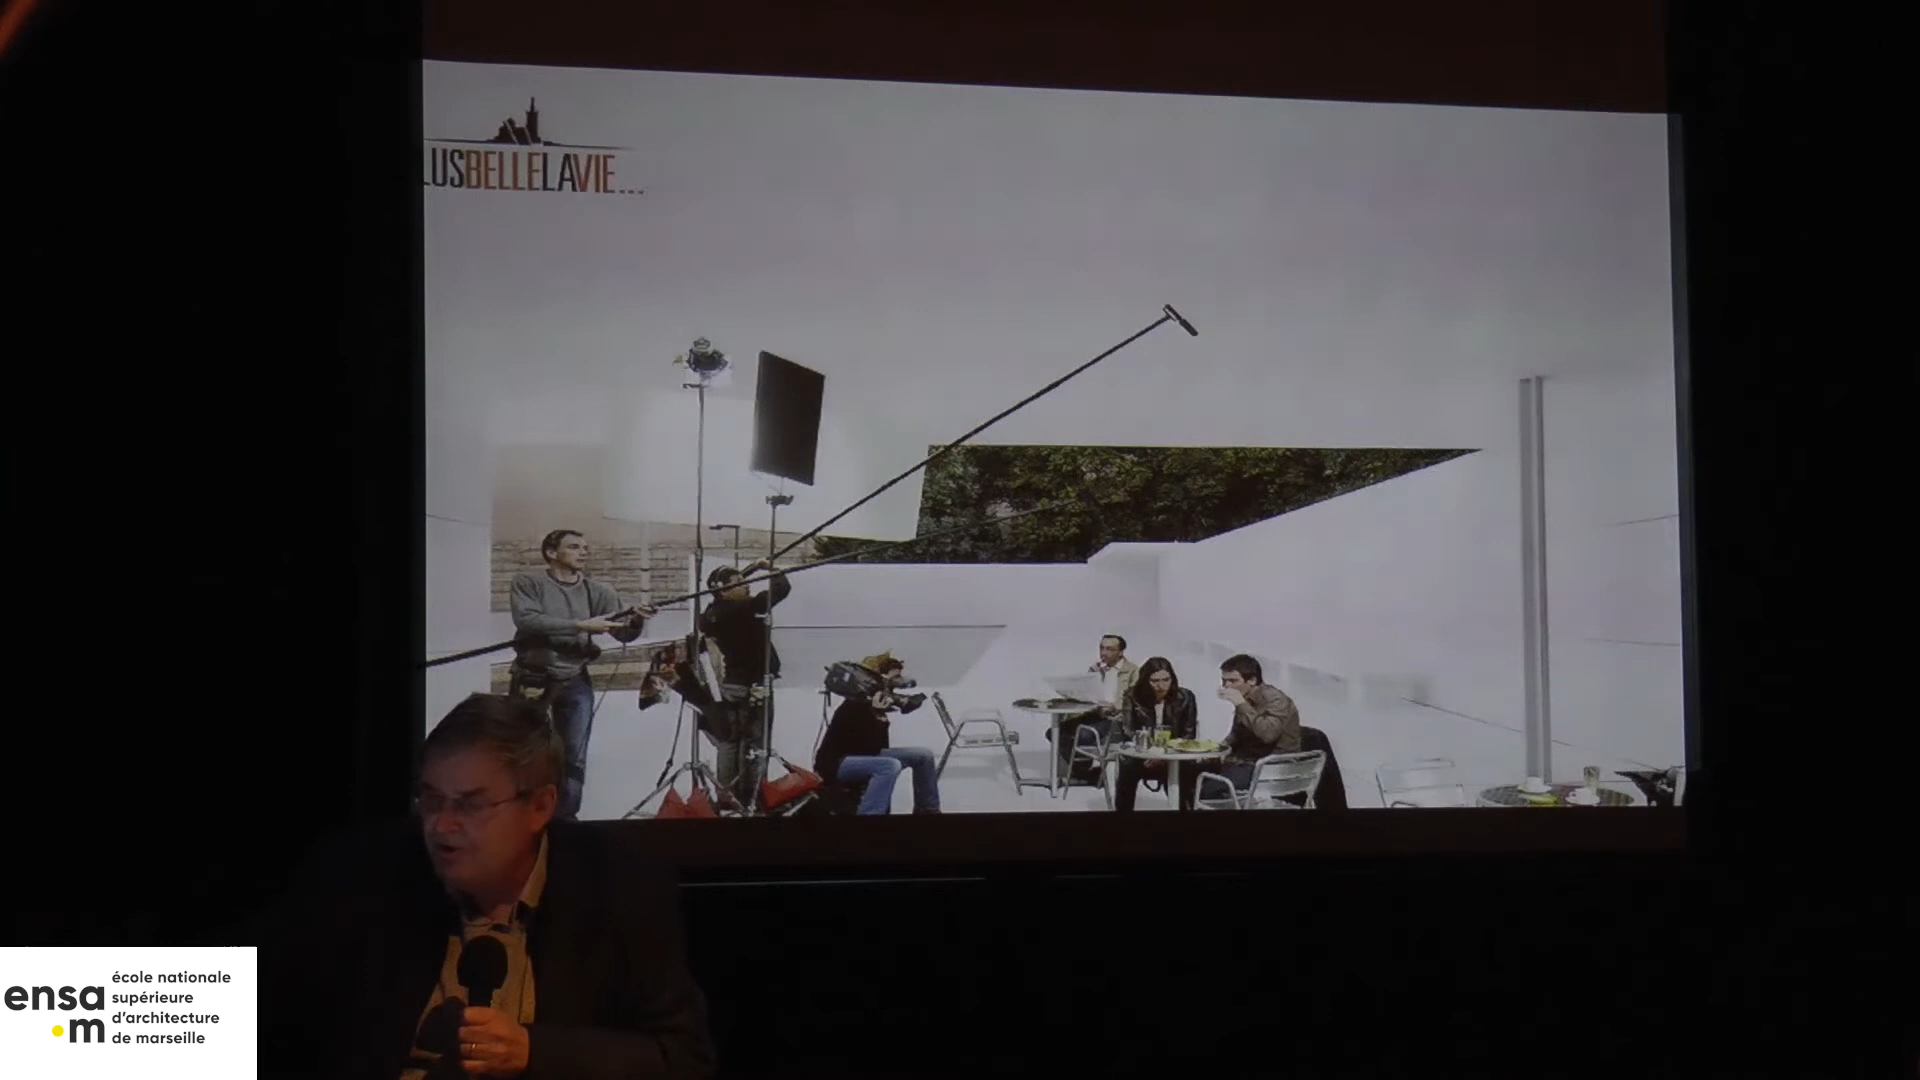 LUSBELLELAVIE...
ensa
•m
école nationale
supérieure
d'architecture
de marseille